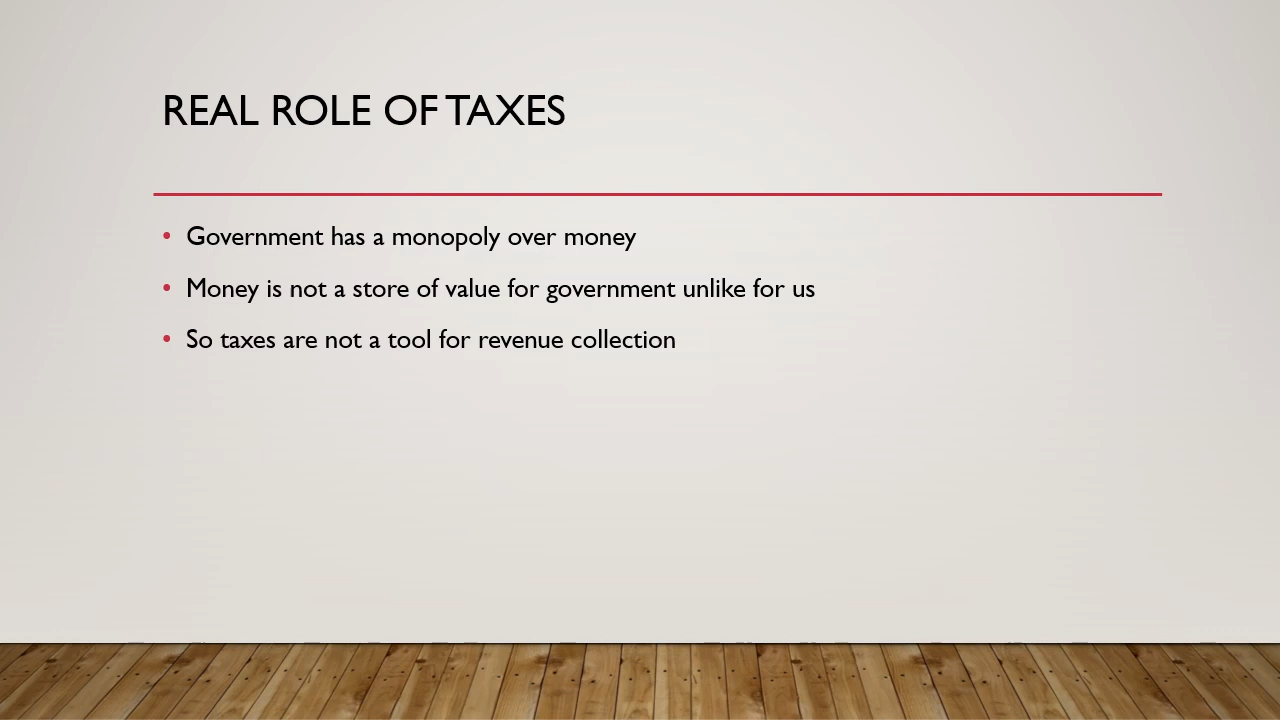 REAL ROLE OF TAXES
• Government has a monopoly over money
• Money is not a store of value for government unlike for us
• So taxes are not a tool for revenue collection